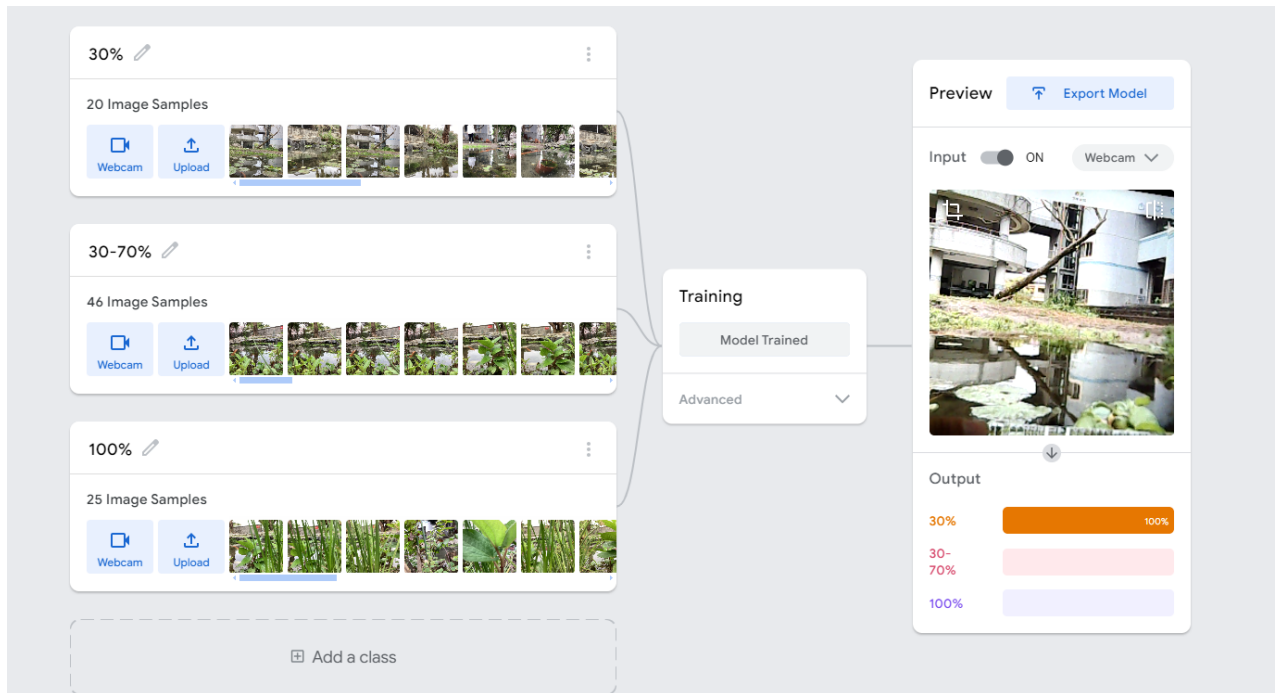 30%
20 Image Samples
Webcam
Upload
30-70%
46 Image Samples
Webcam
Upload
100%
25 Image Samples
Webcam
Upload
Add a class
Training
Model Trained
Advanced
Preview
Export Model
Input
ON
Webcam
Output
30%
100%
30-
70%
100%